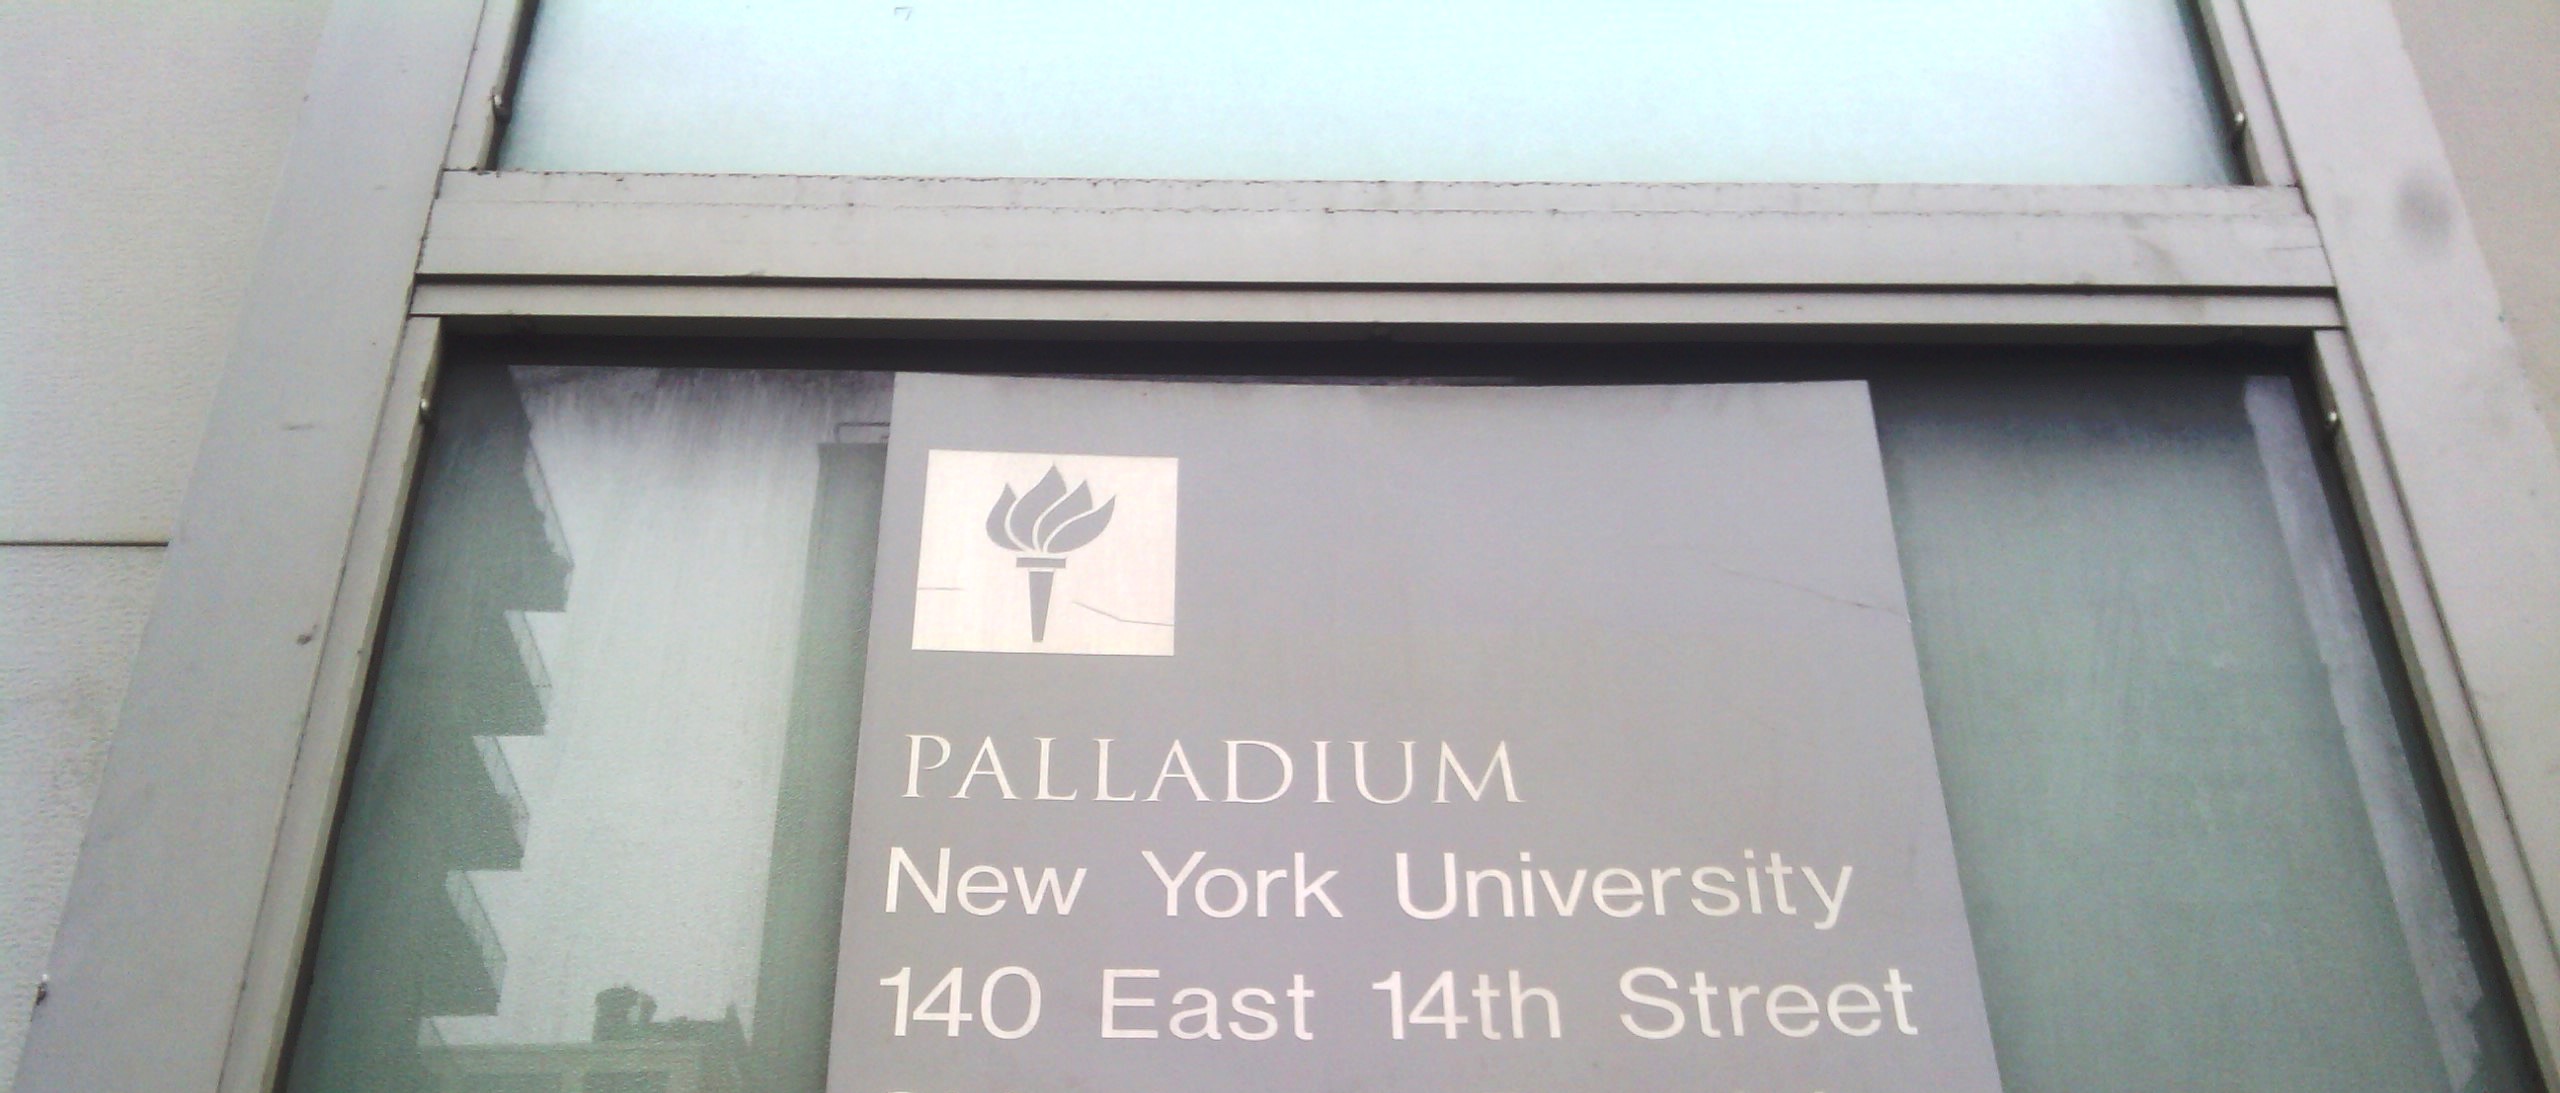 PALLADIUM
New York University
140 East 14th Street